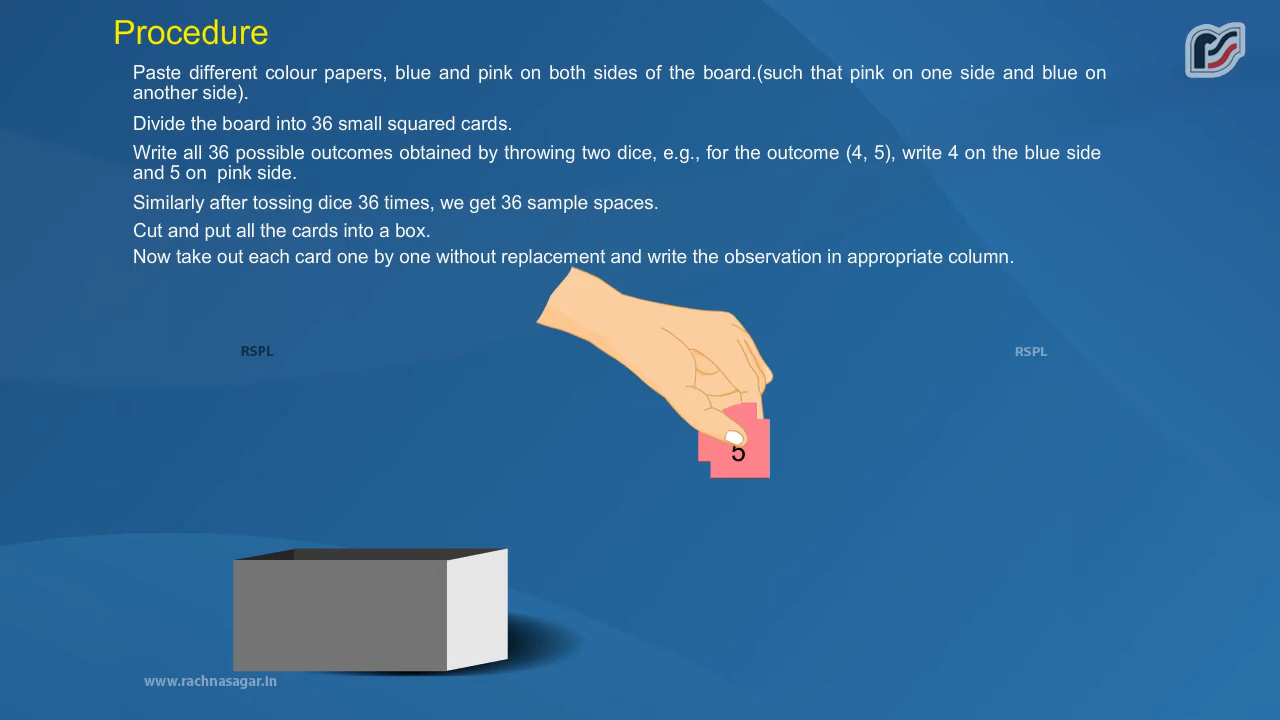 Procedure
Paste different colour papers, blue and pink on both sides of the board.(such that pink on one side and blue on
another side).
Divide the board into 36 small squared cards.
Write all 36 possible outcomes obtained by throwing two dice, e.g., for the outcome (4, 5), write 4 on the blue side
and 5 on  pink side.
Similarly after tossing dice 36 times, we get 36 sample spaces.
Cut and put all the cards into a box.
Now take out each card one by one without replacement and write the observation in appropriate column.
RSPL
RSPL
5
www.rachnasagar.in